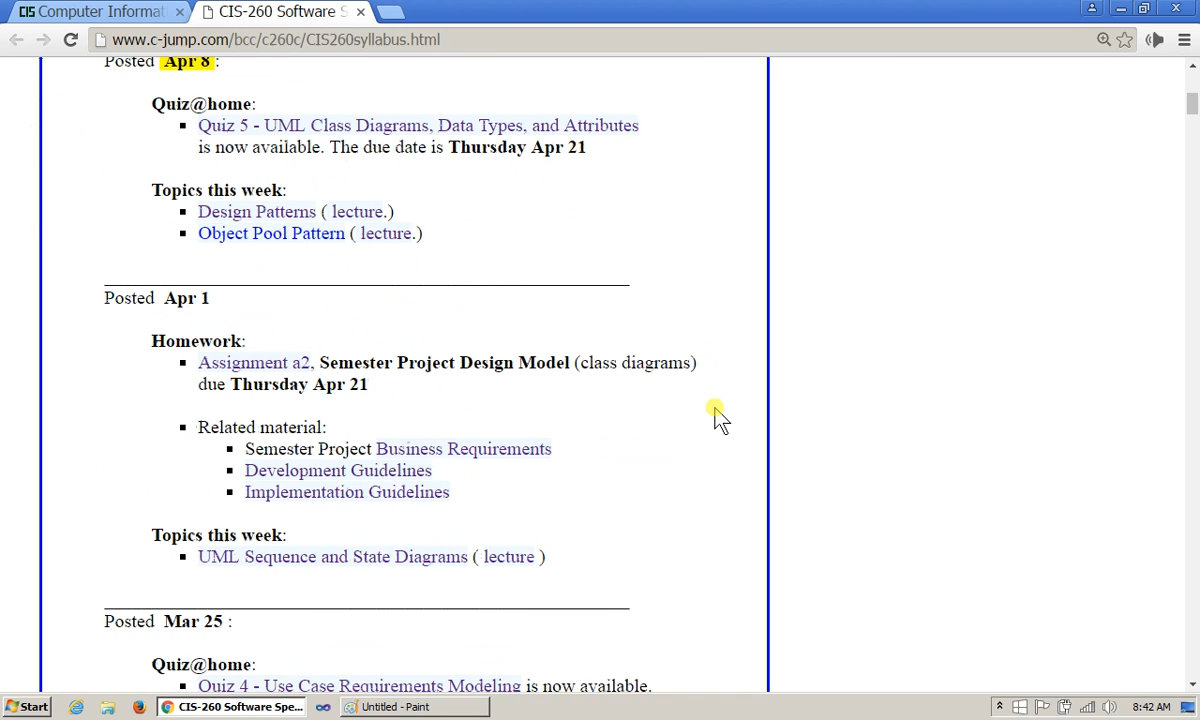 CIS Computer Informat
CIS-260 Software S
www.c-jump.com/bcc/c260c/CIS260syllabus.html
Posted Apr 8 :
Quiz@home:
Quiz 5 - UML Class Diagrams, Data Types, and Attributes
is now available. The due date is Thursday Apr 21
Topics this week:
Design Patterns ( lecture.)
Object Pool Pattern ( lecture.)
Posted Apr 1
Homework:
Assignment a2, Semester Project Design Model (class diagrams)
due Thursday Apr 21
Related material:
Semester Project Business Requirements
Development Guidelines
Implementation Guidelines
Topics this week:
UML Sequence and State Diagrams ( lecture )
Posted Mar 25 :
Quiz@home:
Quiz 4 - Use Case Requirements Modeling is now available.
Start
CIS-260 Software Spe...
Untitled - Paint
8:42 AM